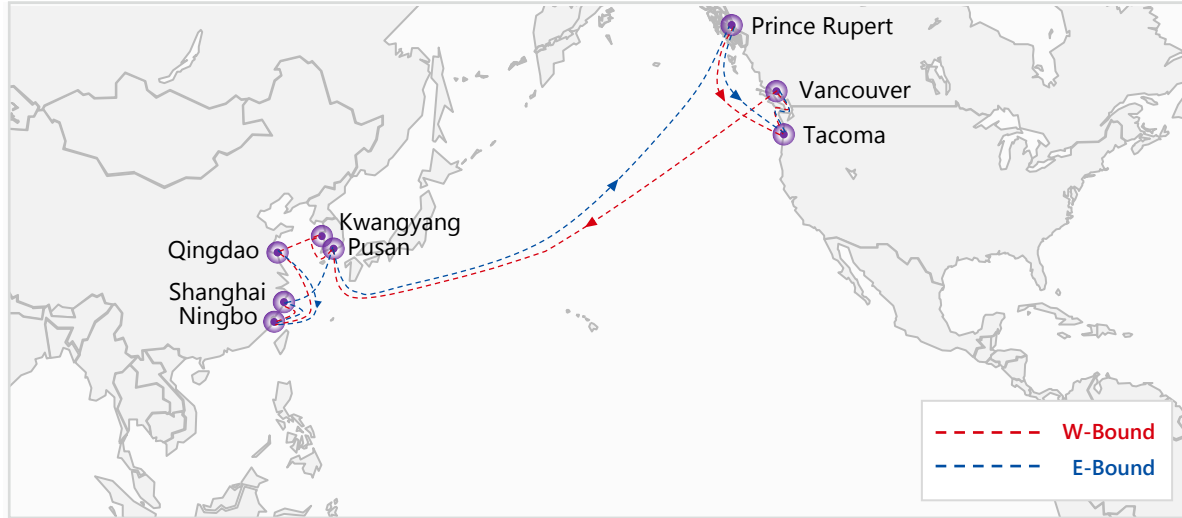 Prince Rupert
Vancouver
Tacoma
Kwangyang
Pusan
Qingdao
Shanghai
Ningbo
W-Bound
E-Bound